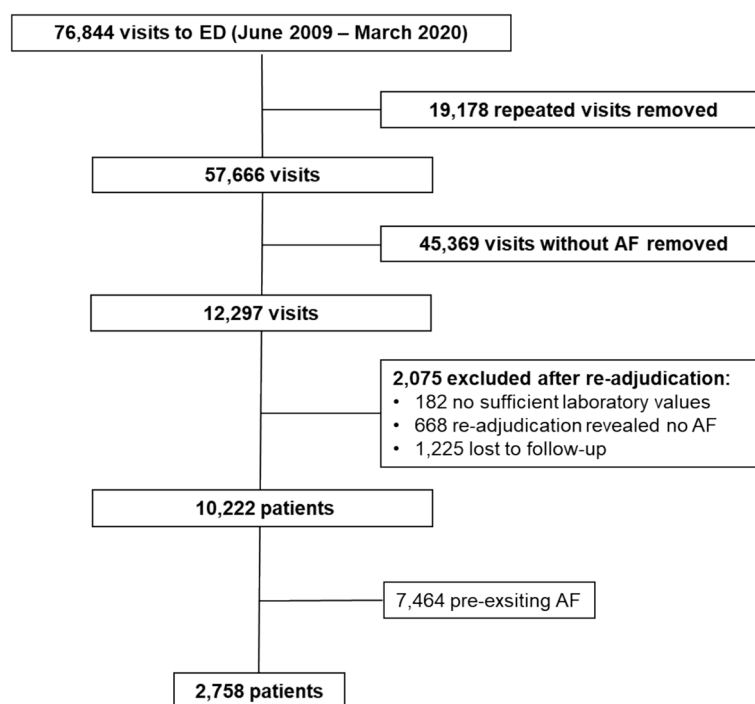 76,844 visits to ED (June 2009 – March 2020)
19,178 repeated visits removed
57,666 visits
45,369 visits without AF removed
12,297 visits
2,075 excluded after re-adjudication:
• 182 no sufficient laboratory values
• 668 re-adjudication revealed no AF
• 1,225 lost to follow-up
10,222 patients
7,464 pre-exsiting AF
2,758 patients